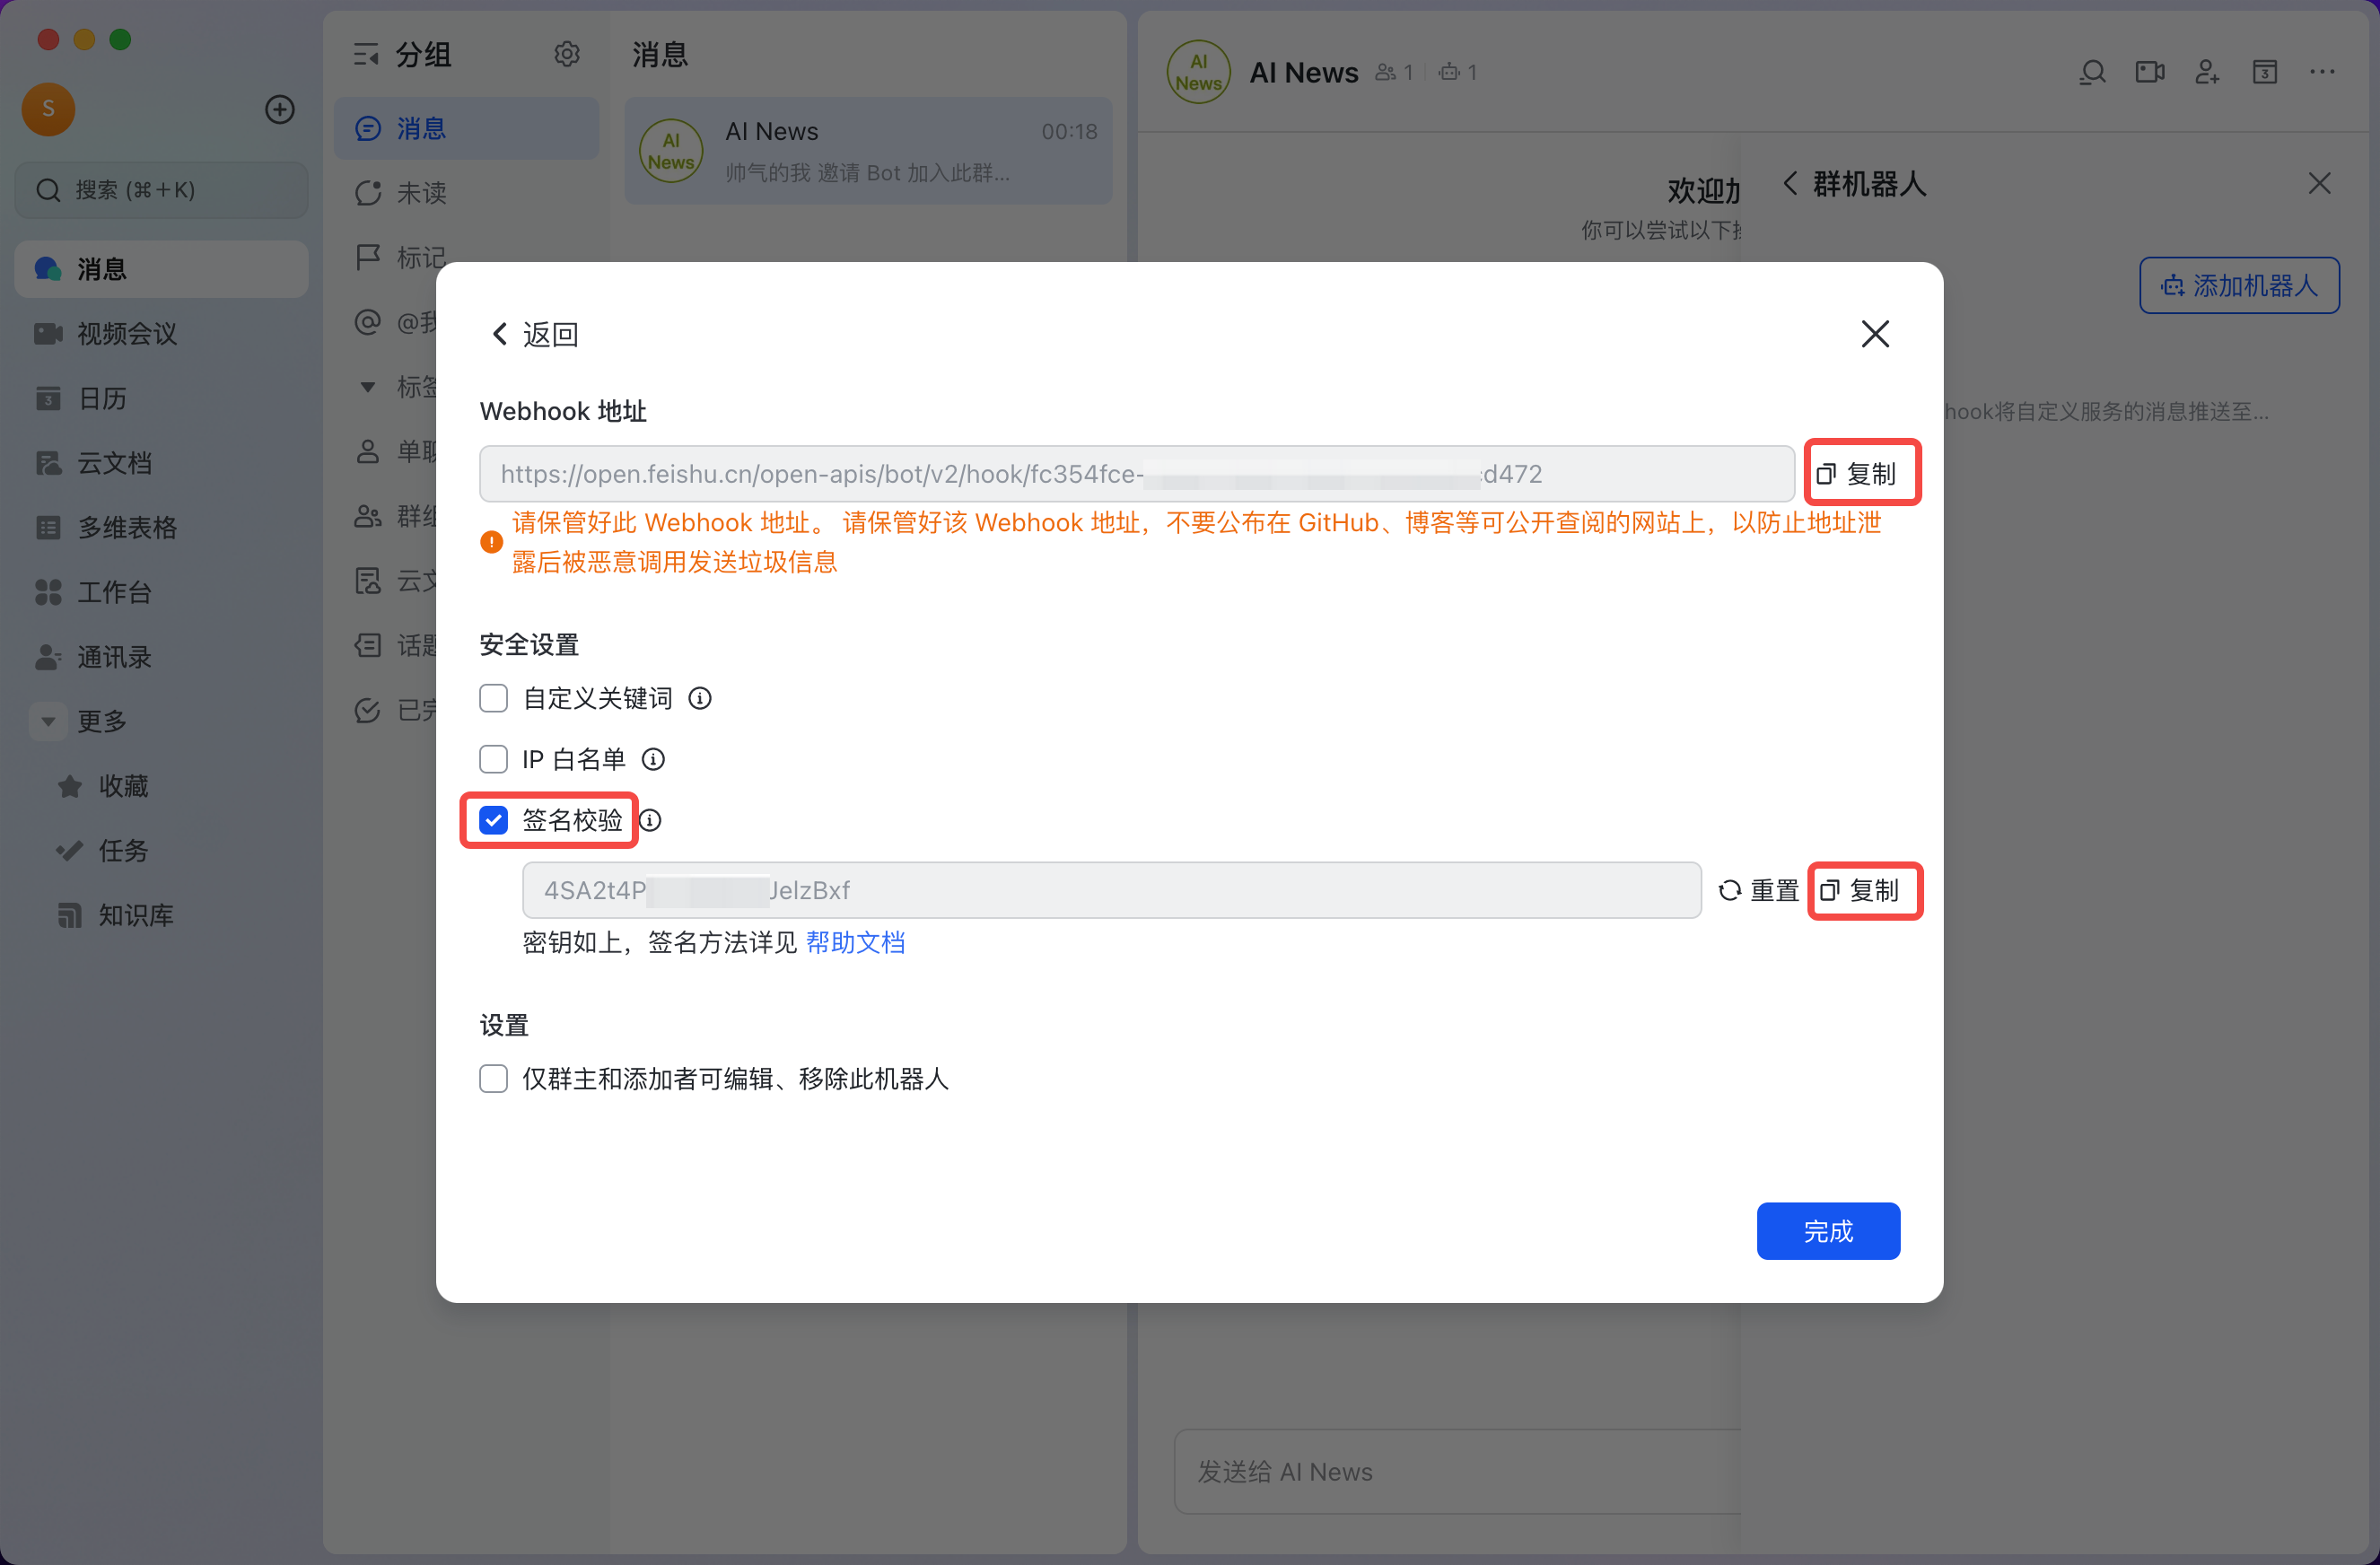 S
搜索 (⌘+K)
消息
视频会议
3
日历
云文档
多维表格
工作台
通讯录
更多
收藏
任务
知识库
分组
消息
未读
标记
@我
标签
单聊
群组
云文
话题
已完
消息
AI
News
AI News
00:18
帅气的我 邀请 Bot 加入此群...
AI
News
AI News
1
1
3
欢迎加
你可以尝试以下操
群机器人
添加机器人
hook将自定义服务的消息推送至...
返回
Webhook 地址
https://open.feishu.cn/open-apis/bot/v2/hook/fc354fce-
d472
复制
请保管好此 Webhook 地址。 请保管好该 Webhook 地址，不要公布在 GitHub、博客等可公开查阅的网站上，以防止地址泄
露后被恶意调用发送垃圾信息
安全设置
自定义关键词
IP 白名单
签名校验
4SA2t4P
JelzBxf
重置
复制
密钥如上，签名方法详见 帮助文档
设置
仅群主和添加者可编辑、移除此机器人
完成
发送给 AI News